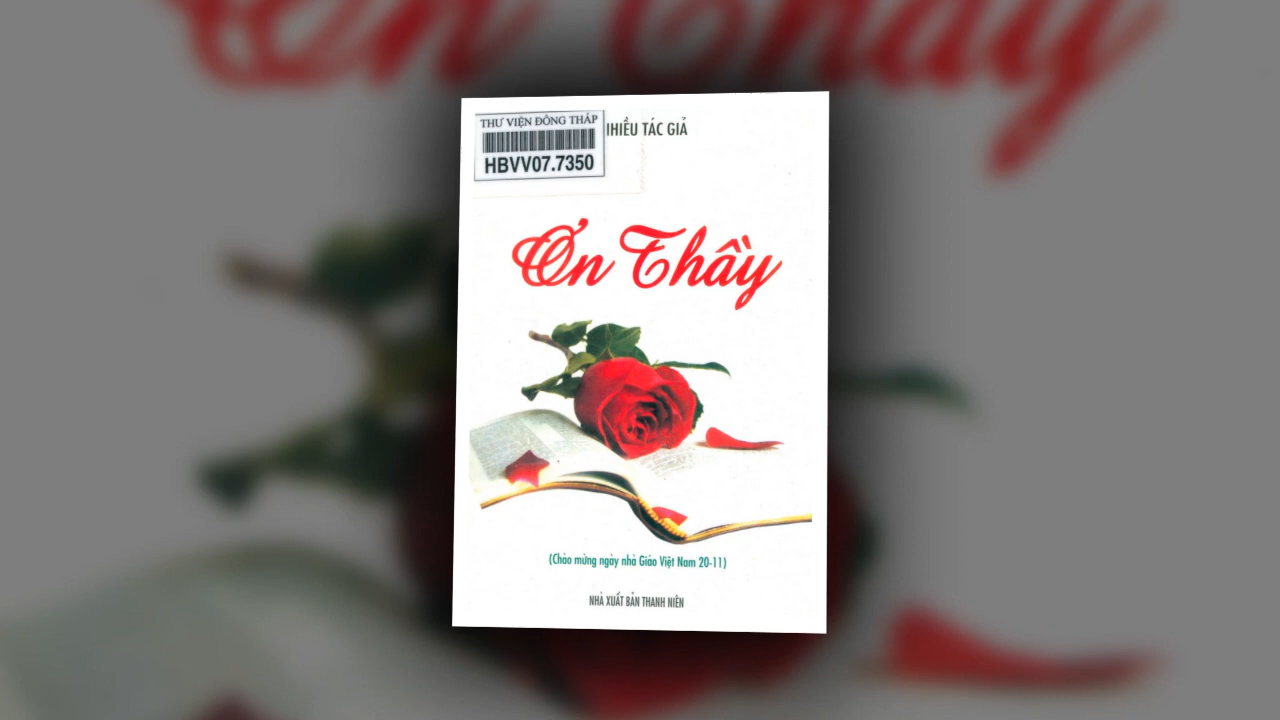 THƯ VIỆN ĐỒNG THÁP
HBVV07.7350
NHIỀU TÁC GIẢ
Ơn Thầy
(Chào mừng ngày nhà Giáo Việt Nam 20-11)
NHÀ XUẤT BẢN THANH NIÊN